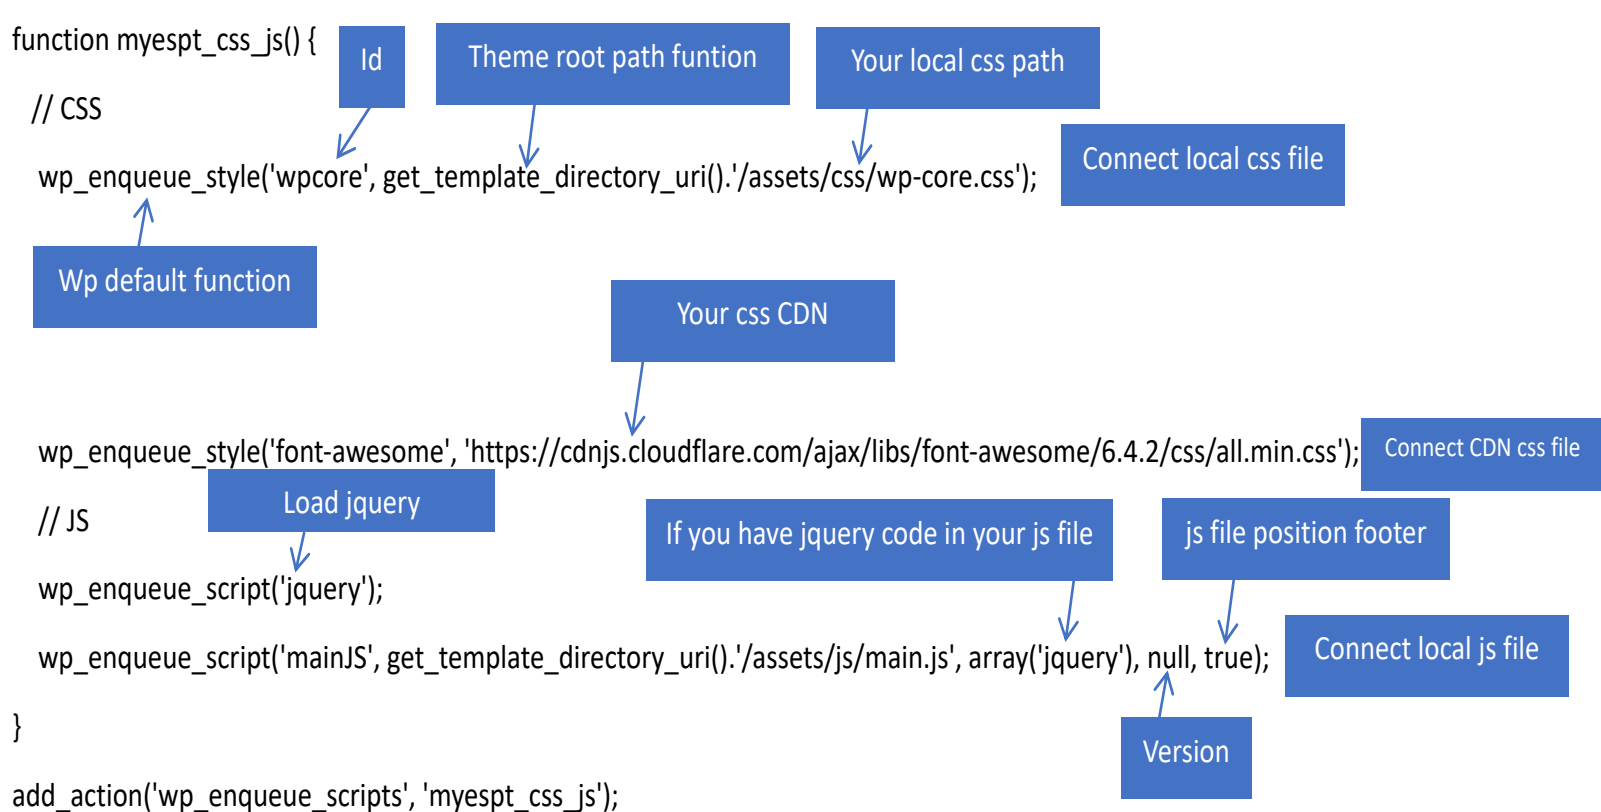 function myespt_css_js() {
Id
Theme root path funtion
Your local css path
// CSS
Connect local css file
wp_enqueue_style('wpcore', get_template_directory_uri().'/assets/css/wp-core.css');
Wp default function
Your css CDN
wp_enqueue_style('font-awesome', 'https://cdnjs.cloudflare.com/ajax/libs/font-awesome/6.4.2/css/all.min.css');
Connect CDN css file
Load jquery
// JS
If you have jquery code in your js file
js file position footer
wp_enqueue_script('jquery');
wp_enqueue_script('mainJS', get_template_directory_uri().'/assets/js/main.js', array('jquery'), null, true);
Connect local js file
}
Version
add_action('wp_enqueue_scripts', 'myespt_css_js');